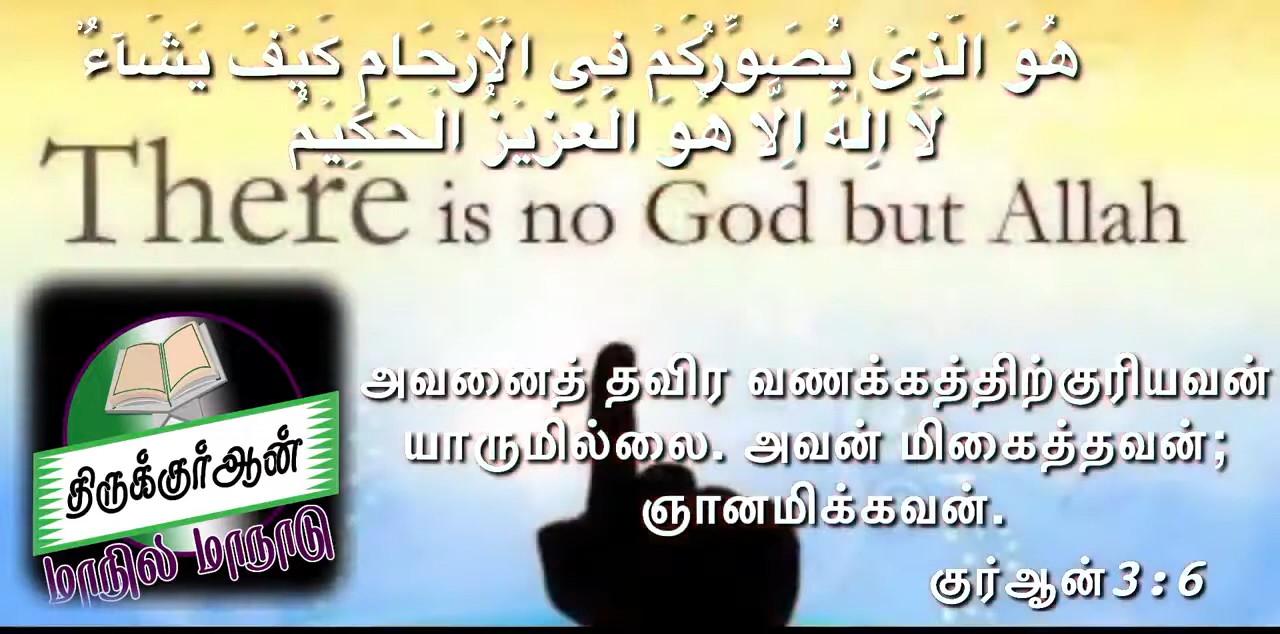 هُوَ الَّذِىْ يُصَوِّرُكُمْ فِى الْاَرْحَامِ كَيْفَ يَشَآءُ‌ؕ
لَاۤ اِلٰهَ اِلَّا هُوَ الْعَزِيْزُ الْحَكِيْمُ
There is no God but Allah
அவனைத் தவிர வணக்கத்திற்குரியவன்
யாருமில்லை. அவன் மிகைத்தவன்;
ஞானமிக்கவன்.
குர்ஆன் 3 : 6
திருக்குர்ஆன்
மாநில மாநாடு